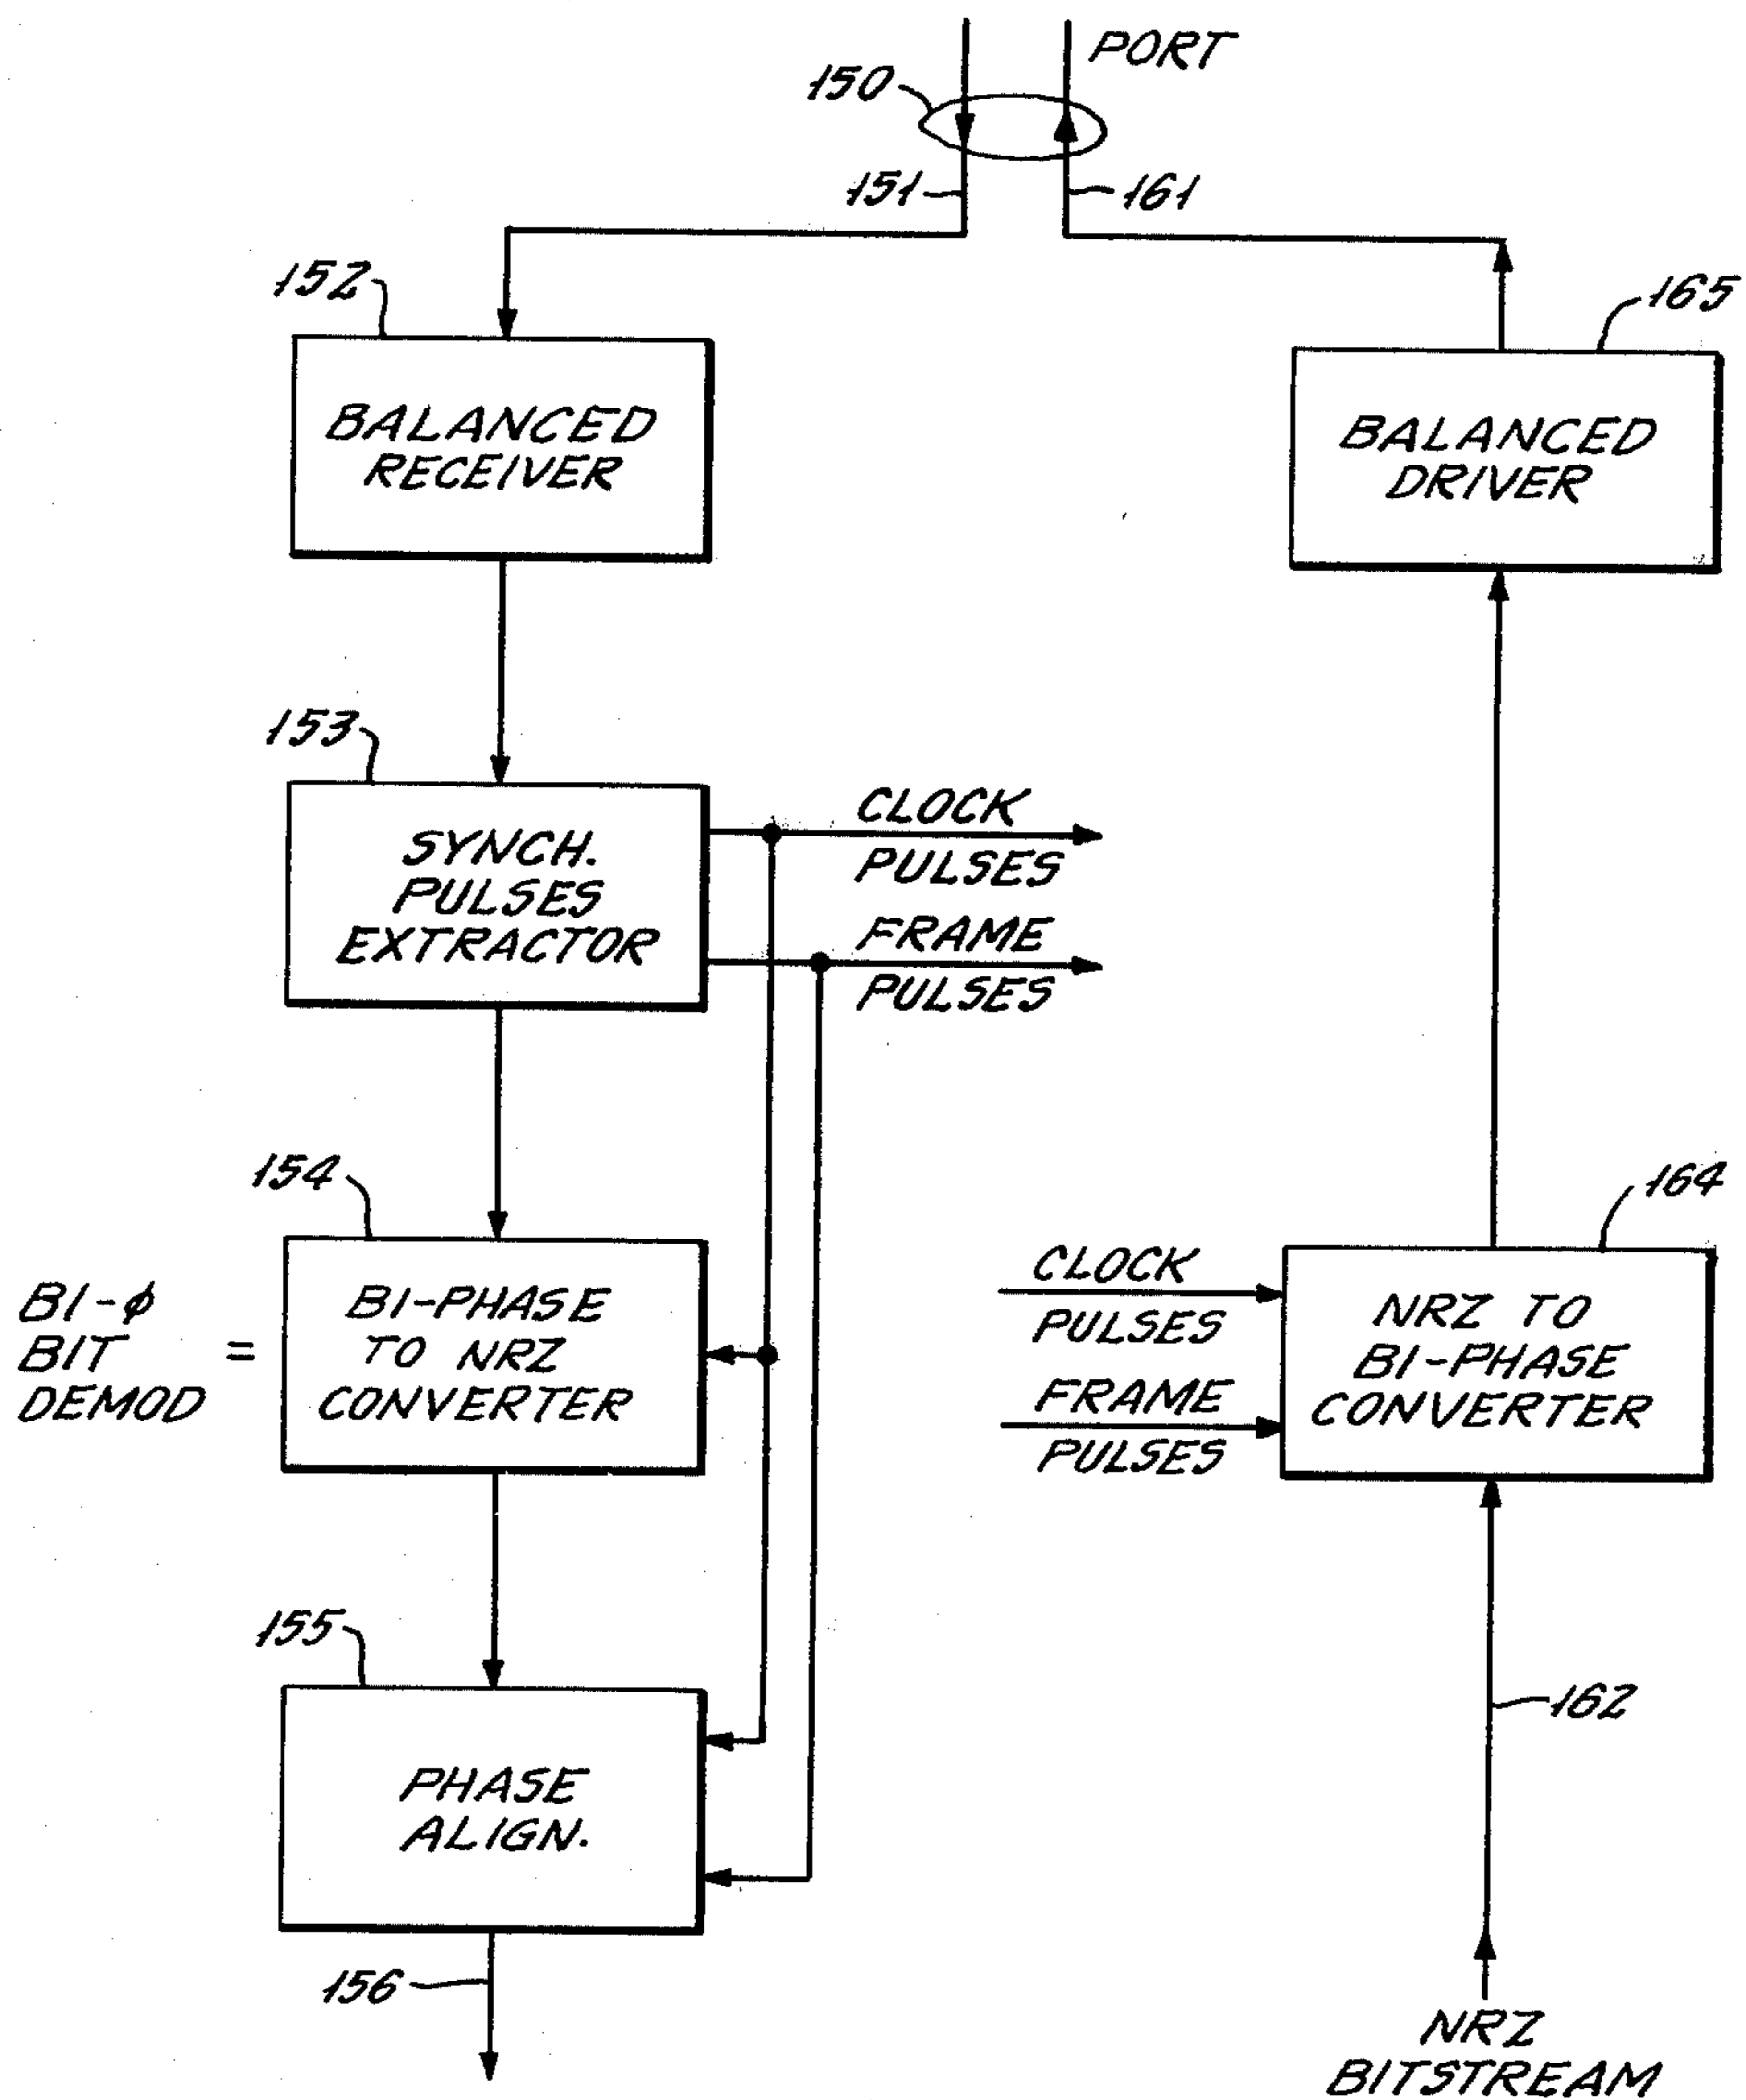 PORT
150
151
161
152
165
BALANCED
RECEIVER
BALANCED
DRIVER
153
SYNCH.
PULSES
EXTRACTOR
CLOCK
PULSES
FRAME
PULSES
154
164
BI-φ
BIT
DEMOD
=
BI-PHASE
TO NRZ
CONVERTER
CLOCK
PULSES
FRAME
PULSES
NRZ TO
BI-PHASE
CONVERTER
155
162
PHASE
ALIGN.
156
NRZ
BITSTREAM